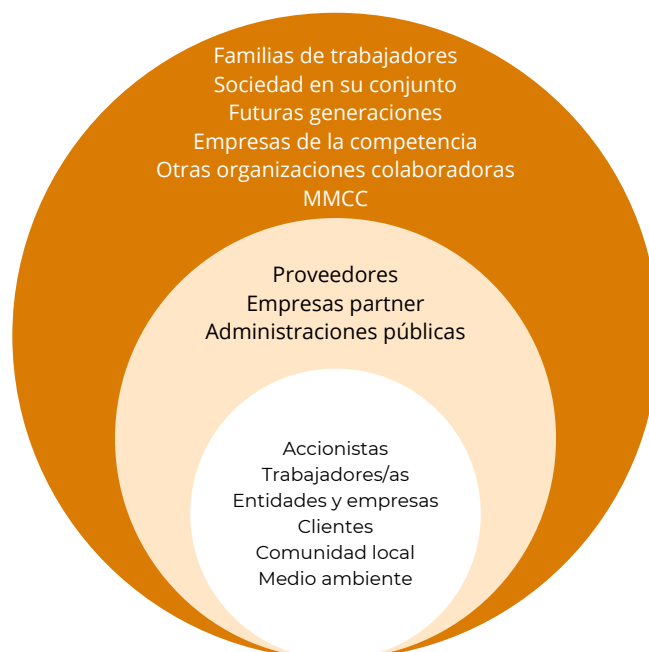 Familias de trabajadores
Sociedad en su conjunto
Futuras generaciones
Empresas de la competencia
Otras organizaciones colaboradoras
MMCC
Proveedores
Empresas partner
Administraciones públicas
Accionistas
Trabajadores/as
Entidades y empresas
Clientes
Comunidad local
Medio ambiente